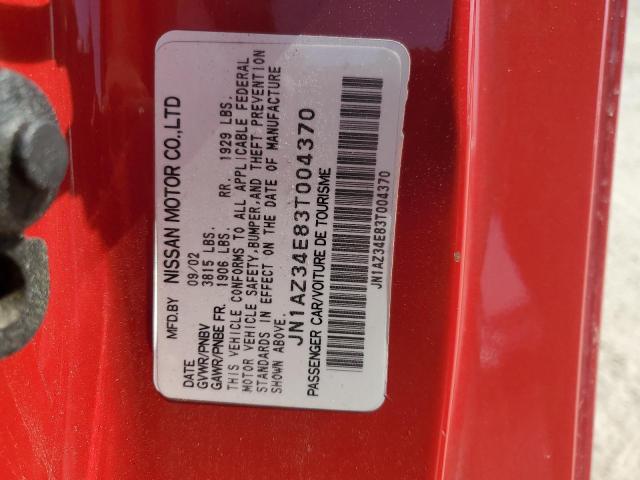 MFD.BY NISSAN MOTOR CO.,LTD
DATE 09/02
GVWR/PNBV 3815 LBS.
GAWR/PNBE FR. 1906 LBS. RR. 1929 LBS.
THIS VEHICLE CONFORMS TO ALL APPLICABLE FEDERAL
MOTOR VEHICLE SAFETY,BUMPER,AND THEFT PREVENTION
STANDARDS IN EFFECT ON THE DATE OF MANUFACTURE
SHOWN ABOVE.
JN1AZ34E83T004370
PASSENGER CAR/VOITURE DE TOURISME
JN1AZ34E83T004370